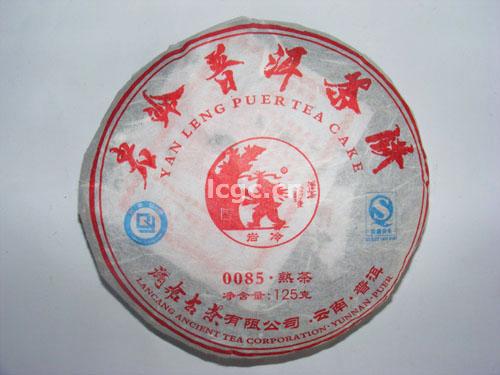 岩冷普洱茶饼
YAN LENG PUER TEA CAKE
lcgc.cn
岩冷
0085·熟茶
净含量:125克
澜沧古茶有限公司·云南·普洱
LANCANG ANCIENT TEA CORPORATION·YUNNAN·PUER